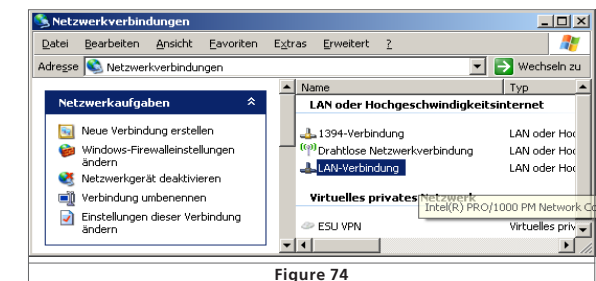 Netzwerkverbindungen
Datei Bearbeiten Ansicht Favoriten Extras Erweitert ?
Adresse Netzwerkverbindungen Wechseln zu
Netzwerkaufgaben
Neue Verbindung erstellen
Windows-Firewalleinstellungen
ändern
Netzwerkgerät deaktivieren
Verbindung umbenennen
Einstellungen dieser Verbindung
ändern
Name Typ
LAN oder Hochgeschwindigkeitsinternet
1394-Verbindung LAN oder Hoc
Drahtlose Netzwerkverbindung LAN oder Hoc
LAN-Verbindung LAN oder Hoc
Virtuelles privates Netzwerk
Intel(R) PRO/1000 PM Network Co
ESU VPN Virtuelles priv
Figure 74